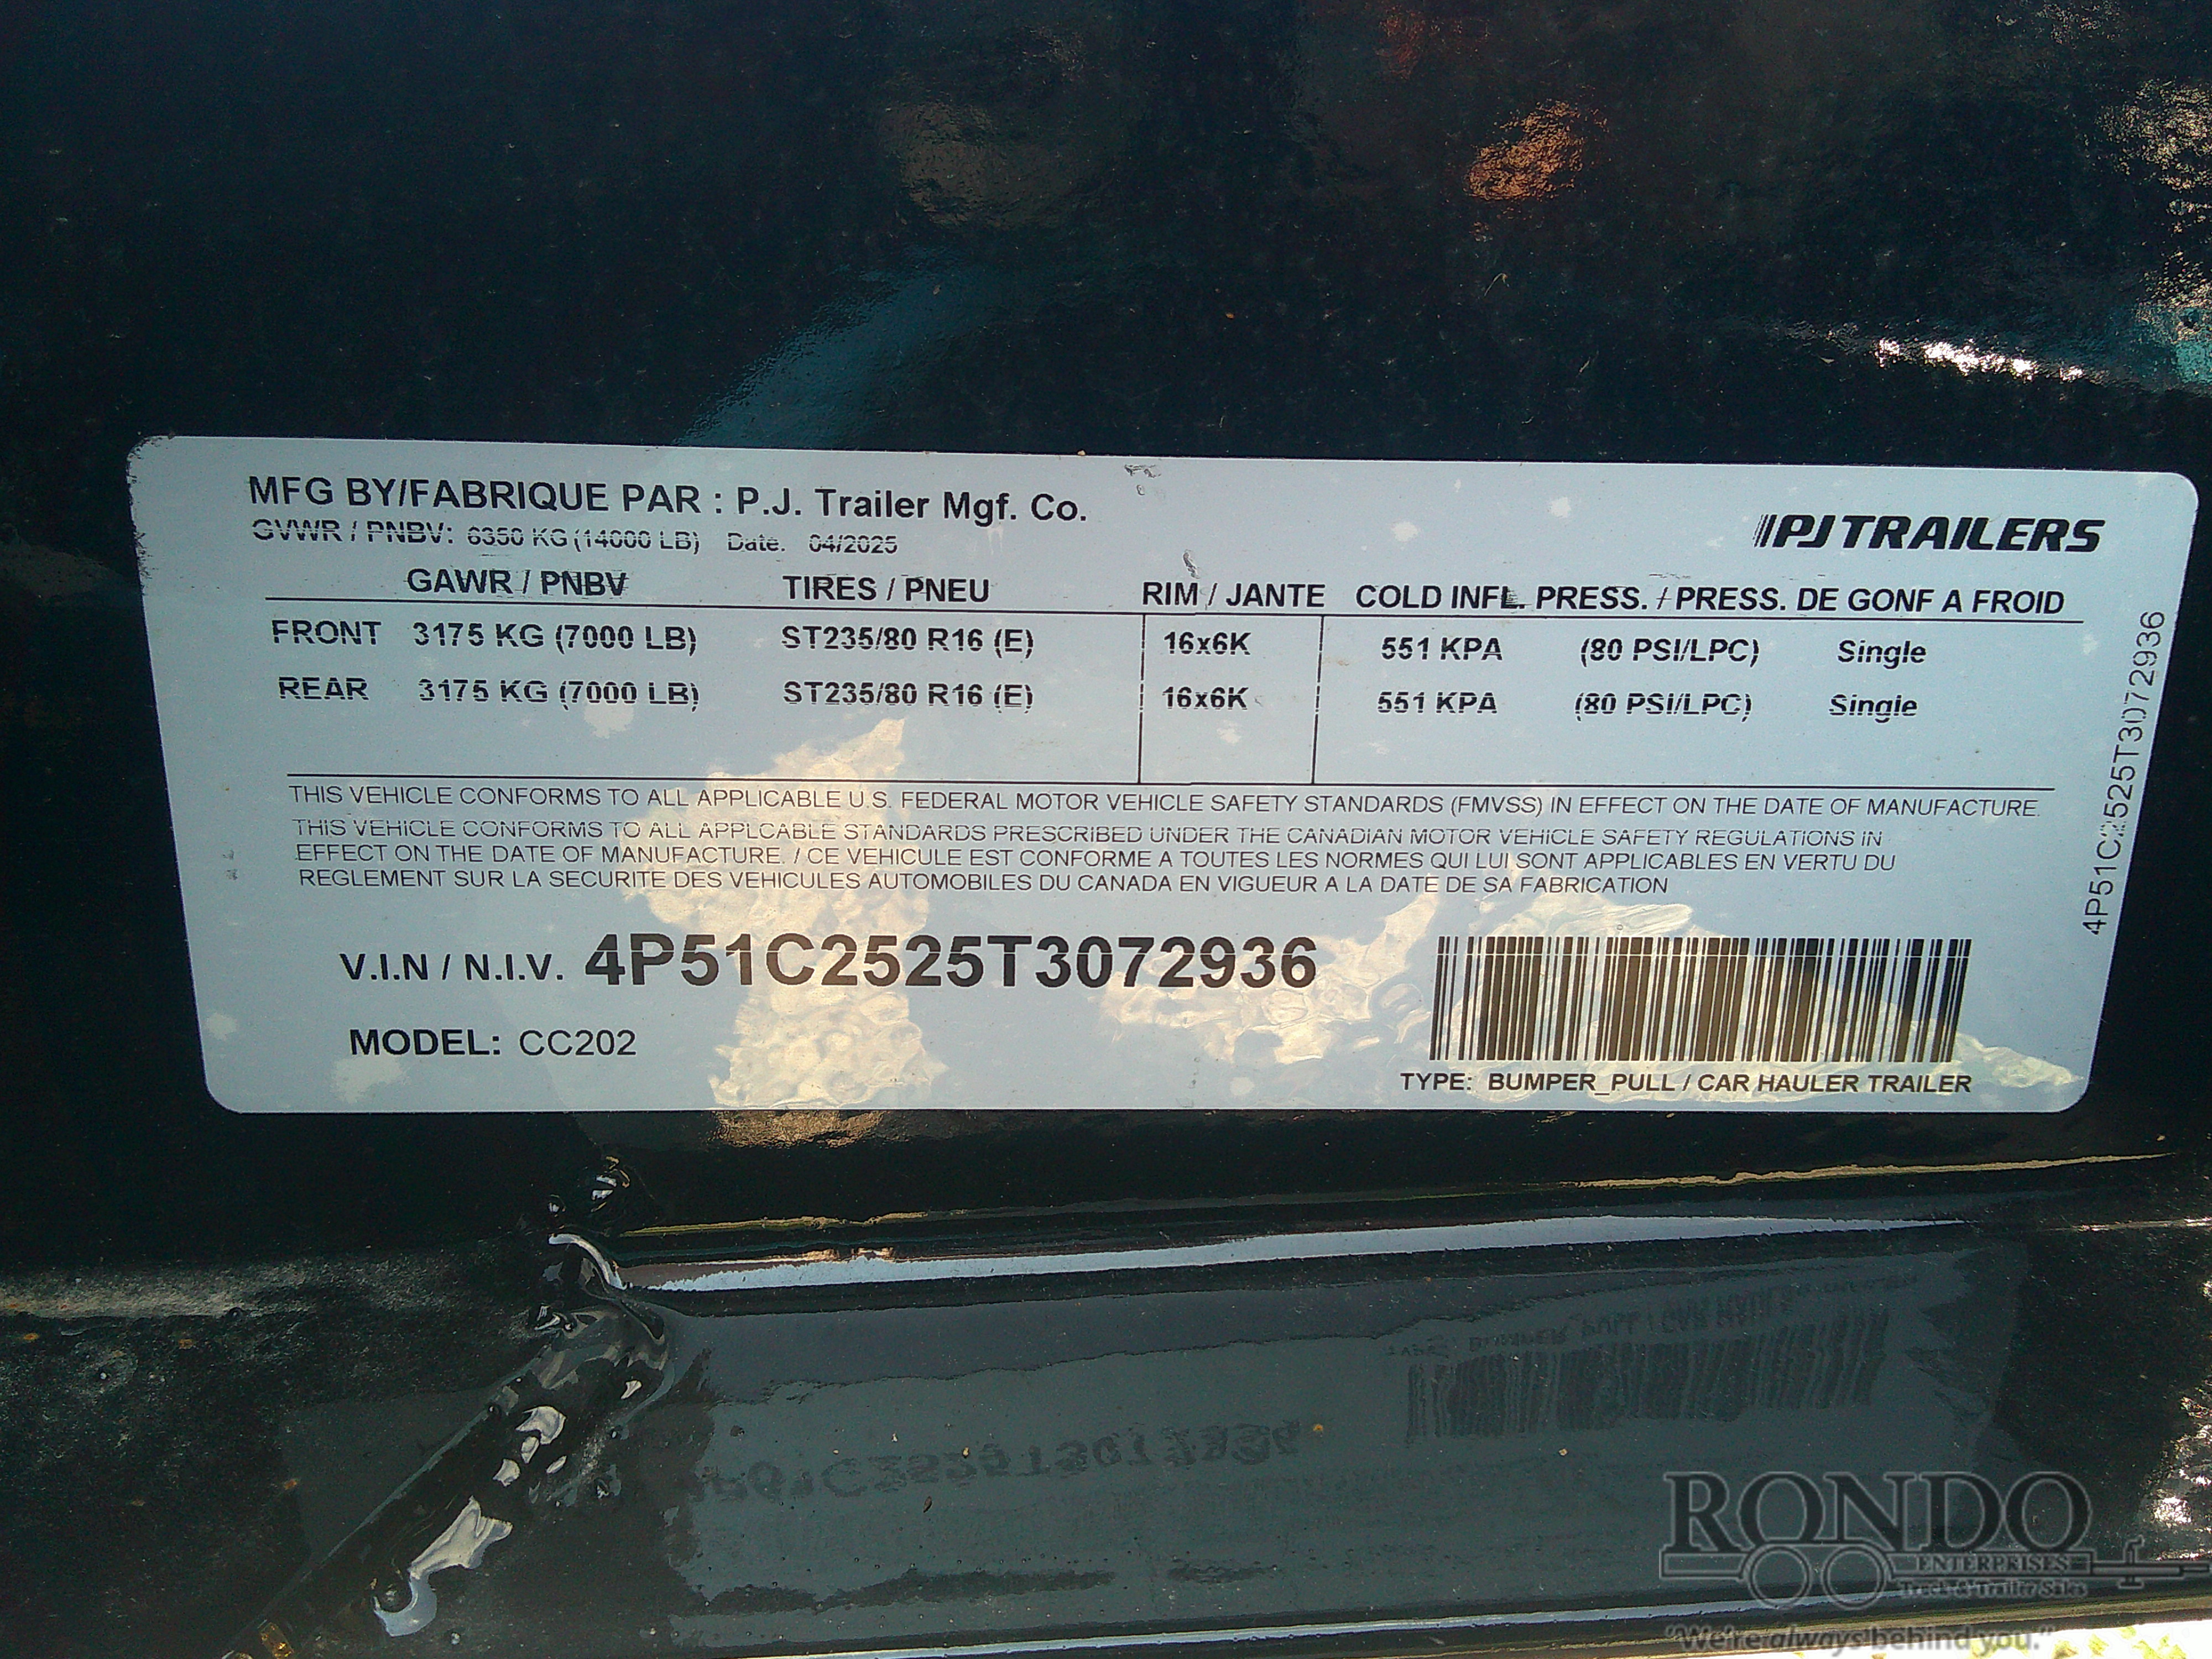 MFG BY/FABRIQUE PAR : P.J. Trailer Mgf. Co.
PJ TRAILERS
GVWR / PNBV: 6350 KG (14000 LB) Date. 04/2025
GAWR / PNBV TIRES / PNEU RIM / JANTE COLD INFL. PRESS. / PRESS. DE GONF A FROID
FRONT 3175 KG (7000 LB) ST235/80 R16 (E) 16x6K 551 KPA (80 PSI/LPC) Single
REAR 3175 KG (7000 LB) ST235/80 R16 (E) 16x6K 551 KPA (80 PSI/LPC) Single
THIS VEHICLE CONFORMS TO ALL APPLICABLE U.S. FEDERAL MOTOR VEHICLE SAFETY STANDARDS (FMVSS) IN EFFECT ON THE DATE OF MANUFACTURE.
THIS VEHICLE CONFORMS TO ALL APPLCABLE STANDARDS PRESCRIBED UNDER THE CANADIAN MOTOR VEHICLE SAFETY REGULATIONS IN
EFFECT ON THE DATE OF MANUFACTURE. / CE VEHICULE EST CONFORME A TOUTES LES NORMES QUI LUI SONT APPLICABLES EN VERTU DU
REGLEMENT SUR LA SECURITE DES VEHICULES AUTOMOBILES DU CANADA EN VIGUEUR A LA DATE DE SA FABRICATION
V.I.N / N.I.V. 4P51C2525T3072936
MODEL: CC202
TYPE: BUMPER_PULL / CAR HAULER TRAILER
4P51C2525T3072936
RONDO
ENTERPRISES
Truck & Trailer Sales
"We're always behind you."